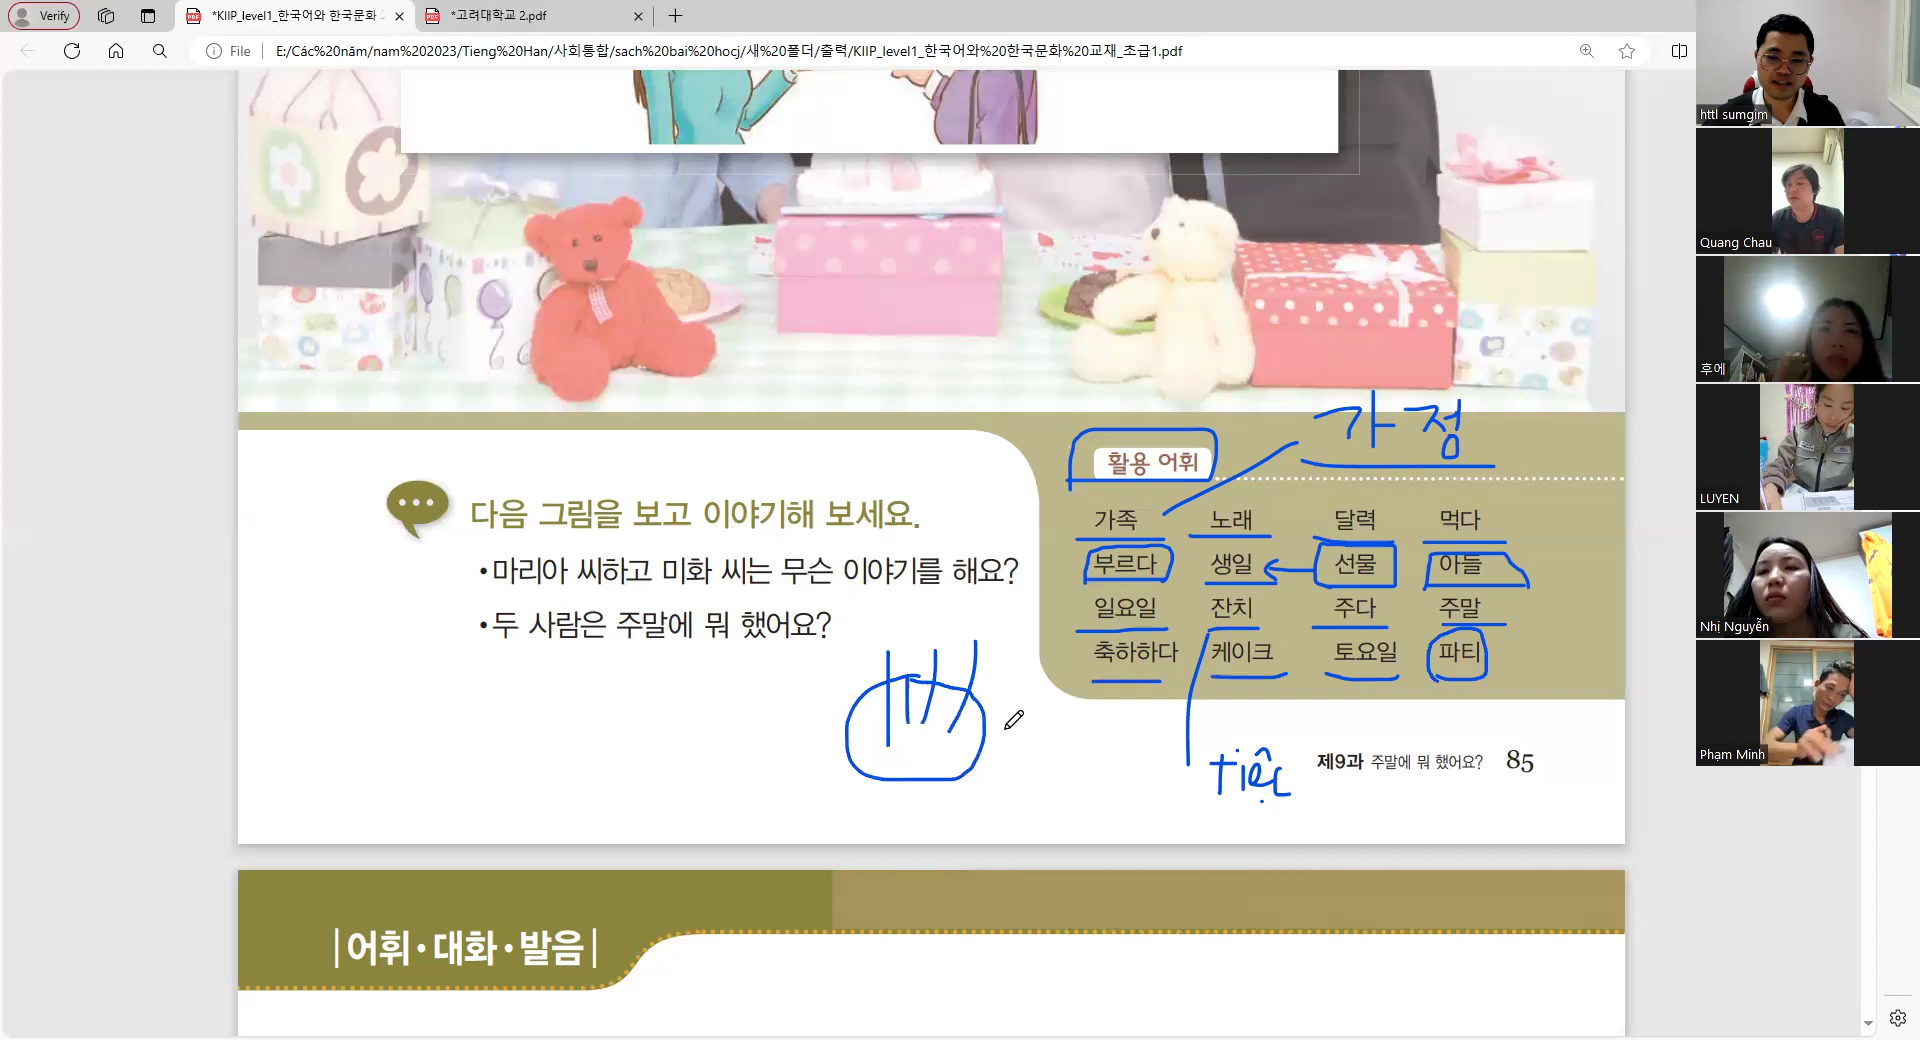 Verify
*KIIP_level1_한국어와 한국문화
*고려대학교 2.pdf
File
E:/Các%20năm/nam%202023/Tieng%20Han/사회통합/sach%20bai%20hocj/새%20폴더/출력/KIIP_level1_한국어와%20한국문화%20교재_초급1.pdf
다음 그림을 보고 이야기해 보세요.
•마리아 씨하고 미화 씨는 무슨 이야기를 해요?
•두 사람은 주말에 뭐 했어요?
가정
활용 어휘
가족 노래 달력 먹다
부르다 생일 선물 아들
일요일 잔치 주다 주말
축하하다 케이크 토요일 파티
tiệc
제9과 주말에 뭐 했어요? 85
|어휘·대화·발음|
httl sumgim
Quang Chau
후에
LUYEN
Nhị Nguyễn
Phạm Minh